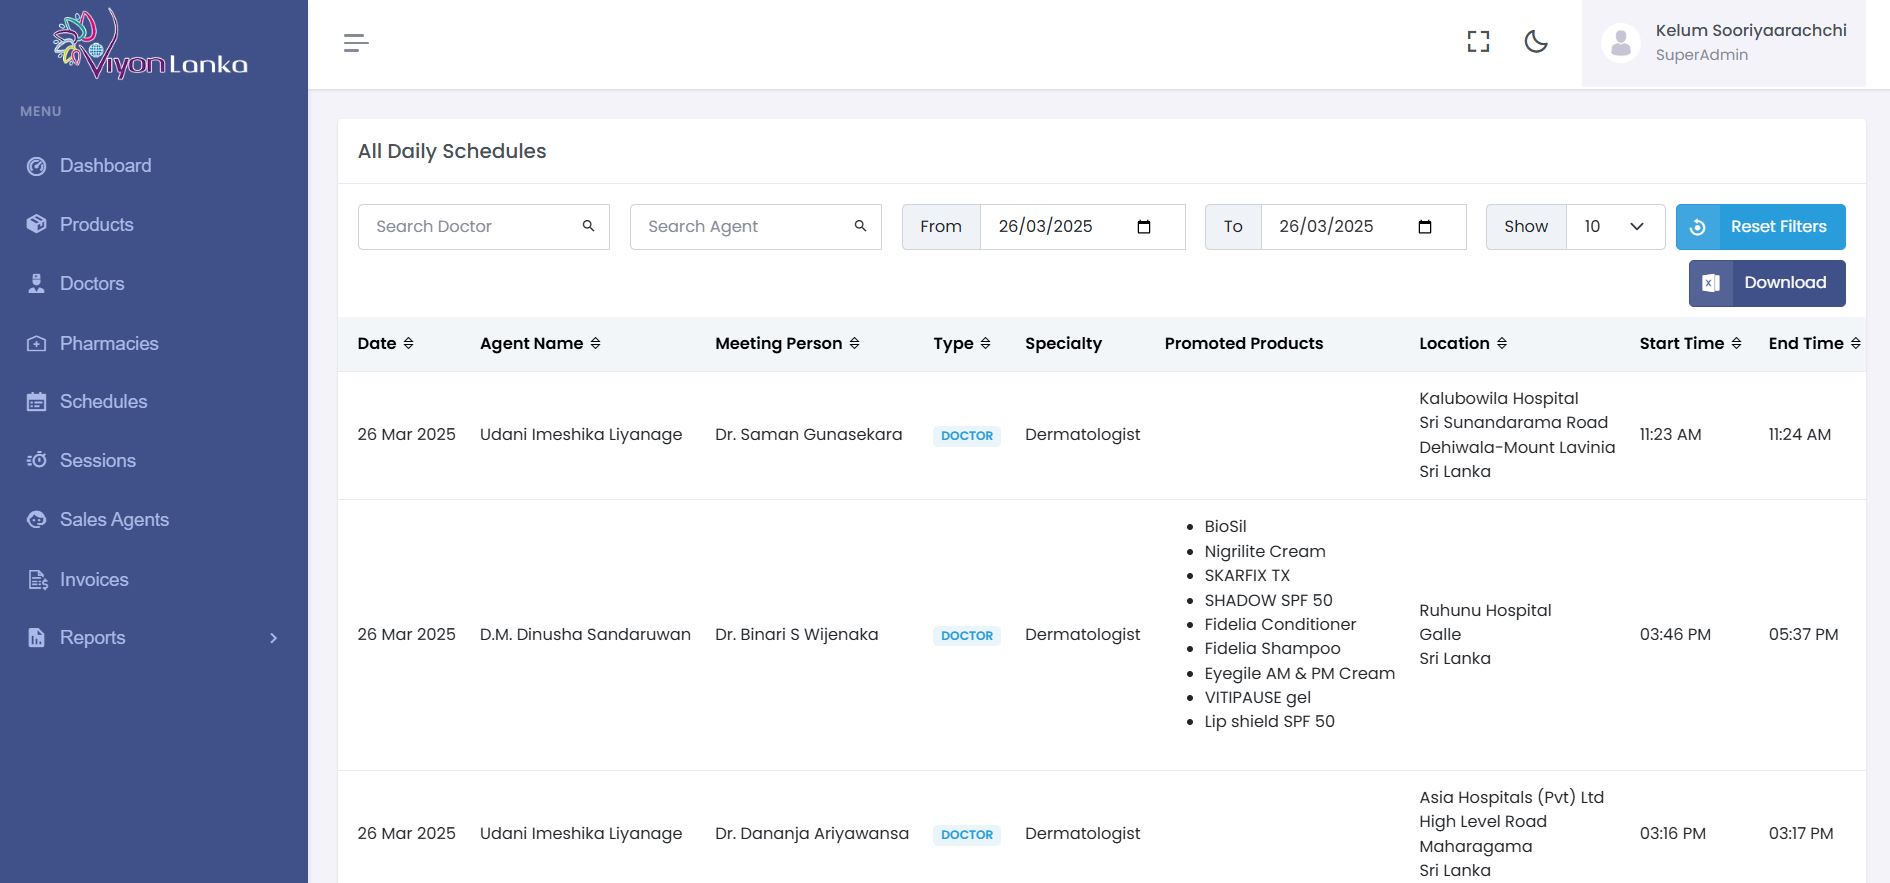 Viyon Lanka
MENU
Dashboard
Products
Doctors
Pharmacies
Schedules
Sessions
Sales Agents
Invoices
Reports
Kelum Sooriyaarachchi
SuperAdmin
All Daily Schedules
Search Doctor
Search Agent
From 26/03/2025
To 26/03/2025
Show 10
Reset Filters
Download
Date Agent Name Meeting Person Type Specialty Promoted Products Location Start Time End Time
26 Mar 2025 Udani Imeshika Liyanage Dr. Saman Gunasekara DOCTOR Dermatologist
Kalubowila Hospital
Sri Sunandarama Road
Dehiwala-Mount Lavinia
Sri Lanka
11:23 AM 11:24 AM
26 Mar 2025 D.M. Dinusha Sandaruwan Dr. Binari S Wijenaka DOCTOR Dermatologist
• BioSil
• Nigrilite Cream
• SKARFIX TX
• SHADOW SPF 50
• Fidelia Conditioner
• Fidelia Shampoo
• Eyegile AM & PM Cream
• VITIPAUSE gel
• Lip shield SPF 50
Ruhunu Hospital
Galle
Sri Lanka
03:46 PM 05:37 PM
26 Mar 2025 Udani Imeshika Liyanage Dr. Dananja Ariyawansa DOCTOR Dermatologist
Asia Hospitals (Pvt) Ltd
High Level Road
Maharagama
Sri Lanka
03:16 PM 03:17 PM